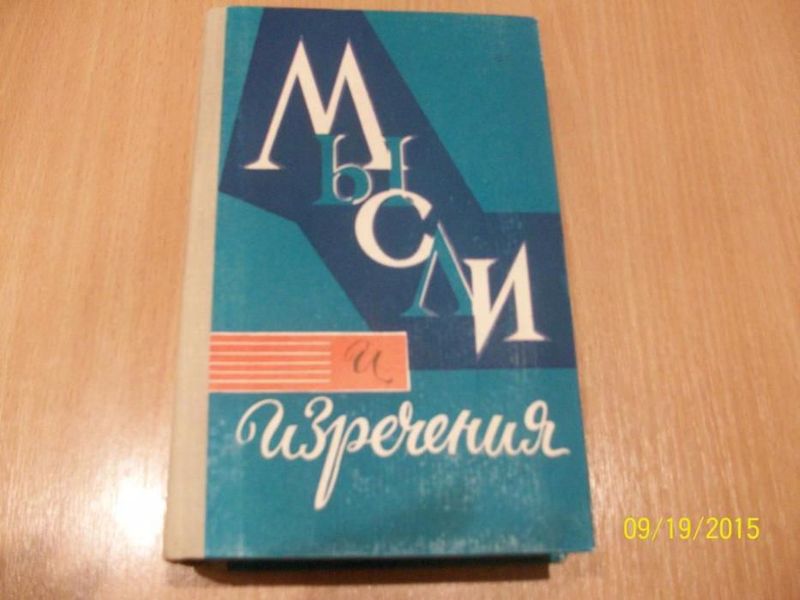 Мысли
и
изречения
09/19/2015